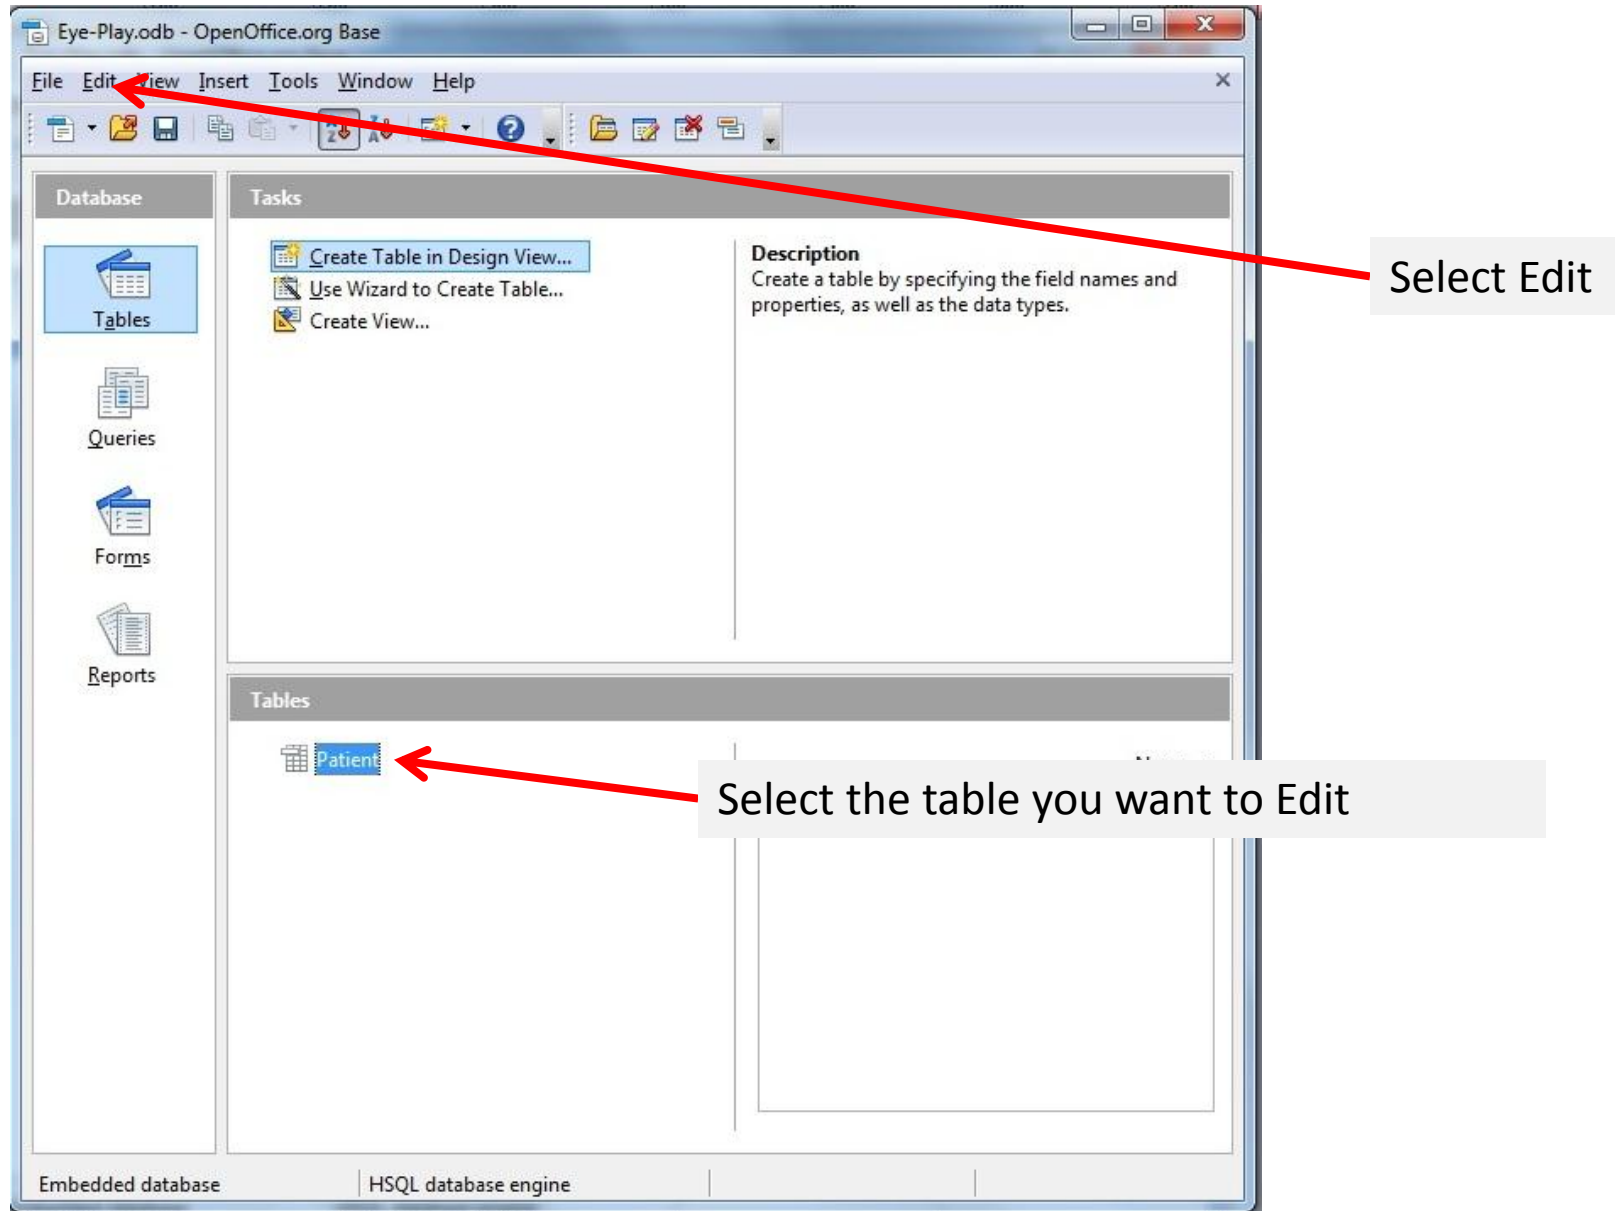 Eye-Play.odb - OpenOffice.org Base
File Edit View Insert Tools Window Help
Database
Tasks
Create Table in Design View...
Use Wizard to Create Table...
Create View...
Description
Create a table by specifying the field names and
properties, as well as the data types.
Select Edit
Tables
Queries
Forms
Reports
Tables
Patient
Select the table you want to Edit
Embedded database
HSQL database engine